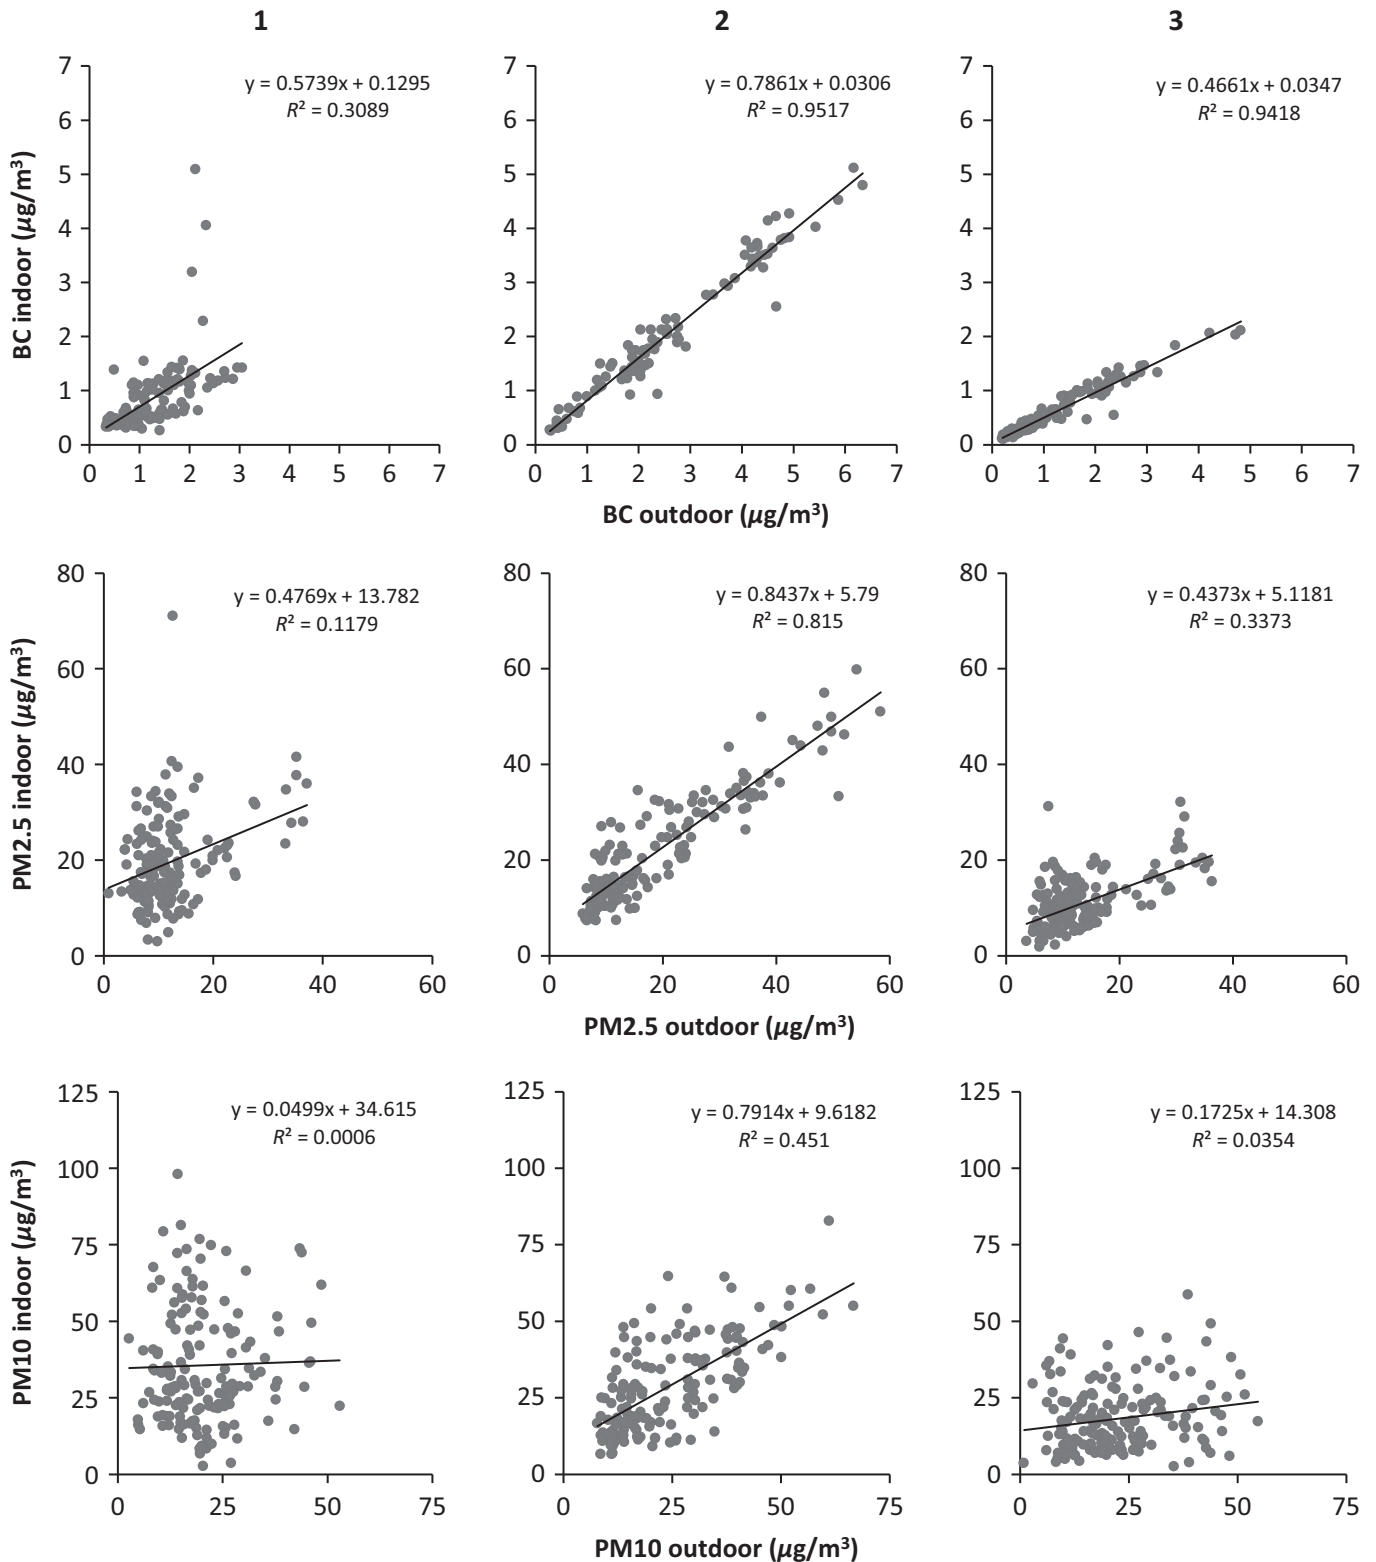 1 2 3
y = 0.5739x + 0.1295
R² = 0.3089
y = 0.7861x + 0.0306
R² = 0.9517
y = 0.4661x + 0.0347
R² = 0.9418
BC indoor (µg/m³)
7
6
5
4
3
2
1
0
0 1 2 3 4 5 6 7
7
6
5
4
3
2
1
0
0 1 2 3 4 5 6 7
7
6
5
4
3
2
1
0
0 1 2 3 4 5 6 7
BC outdoor (µg/m³)
y = 0.4769x + 13.782
R² = 0.1179
y = 0.8437x + 5.79
R² = 0.815
y = 0.4373x + 5.1181
R² = 0.3373
PM2.5 indoor (µg/m³)
80
60
40
20
0
0 20 40 60
80
60
40
20
0
0 20 40 60
80
60
40
20
0
0 20 40 60
PM2.5 outdoor (µg/m³)
y = 0.0499x + 34.615
R² = 0.0006
y = 0.7914x + 9.6182
R² = 0.451
y = 0.1725x + 14.308
R² = 0.0354
PM10 indoor (µg/m³)
125
100
75
50
25
0
0 25 50 75
125
100
75
50
25
0
0 25 50 75
125
100
75
50
25
0
0 25 50 75
PM10 outdoor (µg/m³)